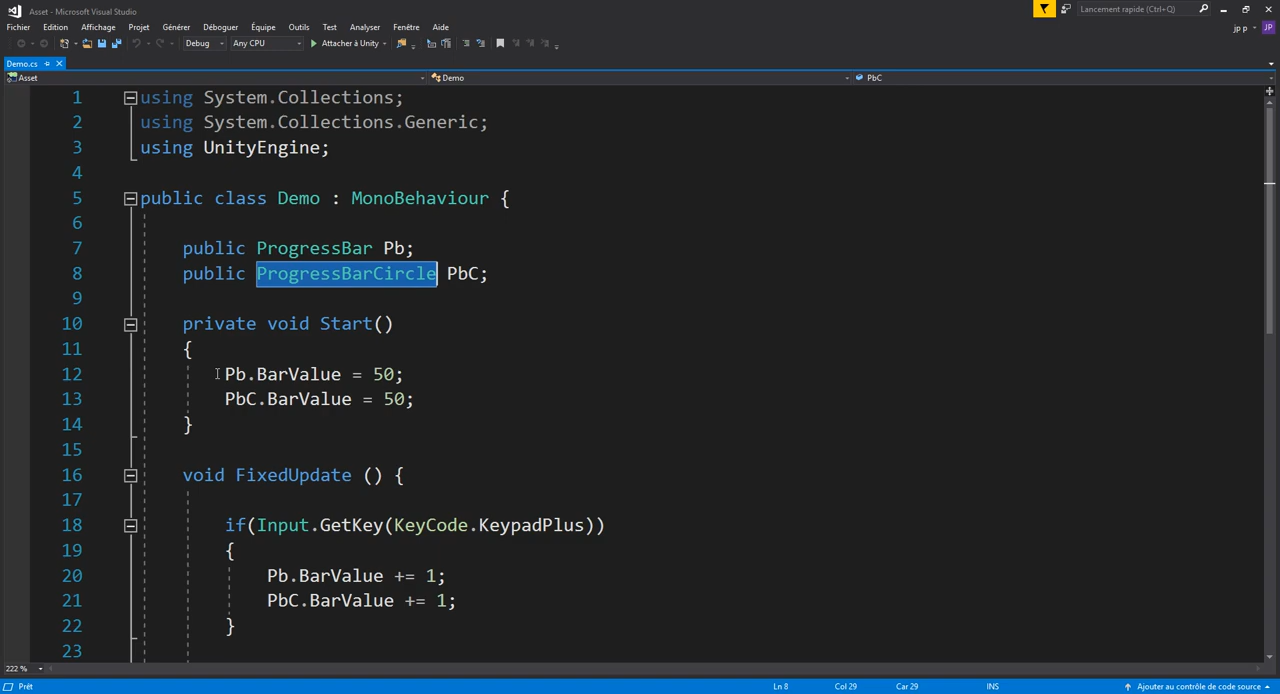 Asset - Microsoft Visual Studio
Lancement rapide (Ctrl+Q)
Fichier Edition Affichage Projet Générer Déboguer Équipe Outils Test Analyser Fenêtre Aide
jp p JP
Debug Any CPU Attacher à Unity
Demo.cs
Asset Demo PbC
1 using System.Collections;
2 using System.Collections.Generic;
3 using UnityEngine;
4
5 public class Demo : MonoBehaviour {
6
7 public ProgressBar Pb;
8 public ProgressBarCircle PbC;
9
10 private void Start()
11 {
12 Pb.BarValue = 50;
13 PbC.BarValue = 50;
14 }
15
16 void FixedUpdate () {
17
18 if(Input.GetKey(KeyCode.KeypadPlus))
19 {
20 Pb.BarValue += 1;
21 PbC.BarValue += 1;
22 }
23
222 %
Prêt Ln 8 Col 29 Car 29 INS Ajouter au contrôle de code source